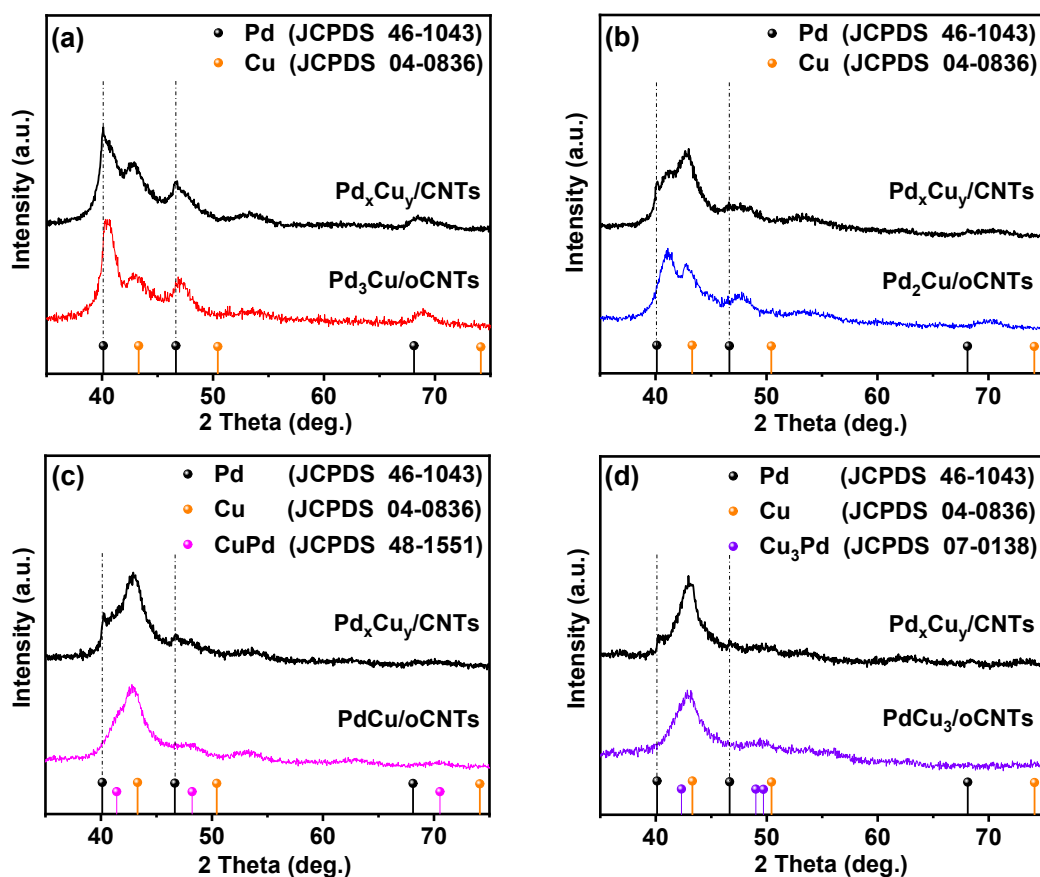 (a)
Pd (JCPDS 46-1043)
Cu (JCPDS 04-0836)
PdxCuy/CNTs
Pd3Cu/oCNTs
Intensity (a.u.)
40 50 60 70
2 Theta (deg.)
(b)
Pd (JCPDS 46-1043)
Cu (JCPDS 04-0836)
PdxCuy/CNTs
Pd2Cu/oCNTs
Intensity (a.u.)
40 50 60 70
2 Theta (deg.)
(c)
Pd (JCPDS 46-1043)
Cu (JCPDS 04-0836)
CuPd (JCPDS 48-1551)
PdxCuy/CNTs
PdCu/oCNTs
Intensity (a.u.)
40 50 60 70
2 Theta (deg.)
(d)
Pd (JCPDS 46-1043)
Cu (JCPDS 04-0836)
Cu3Pd (JCPDS 07-0138)
PdxCuy/CNTs
PdCu3/oCNTs
Intensity (a.u.)
40 50 60 70
2 Theta (deg.)